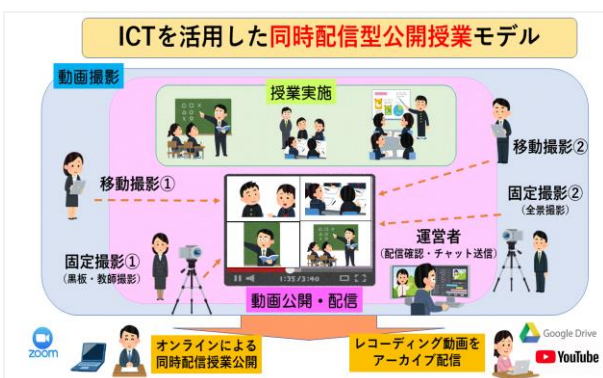 ICTを活用した同時配信型公開授業モデル
動画撮影
授業実施
移動撮影①
移動撮影②
固定撮影②
（全景撮影）
固定撮影①
（黒板・教師撮影）
運営者
（配信確認・チャット送信）
1:35/3:40
動画公開・配信
zoom
オンラインによる
同時配信授業公開
レコーディング動画を
アーカイブ配信
Google Drive
YouTube